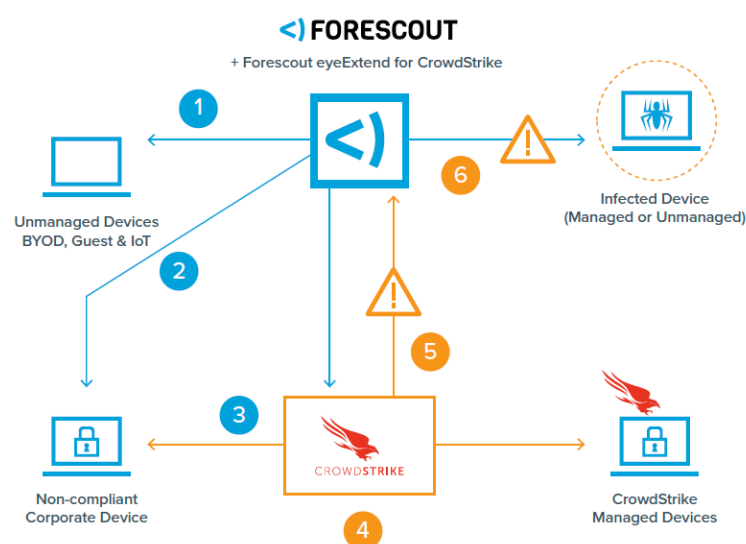 <) FORESCOUT
+ Forescout eyeExtend for CrowdStrike
1
<)
6
Unmanaged Devices
BYOD, Guest & IoT
Infected Device
(Managed or Unmanaged)
2
5
3
CROWDSTRIKE
Non-compliant
Corporate Device
4
CrowdStrike
Managed Devices